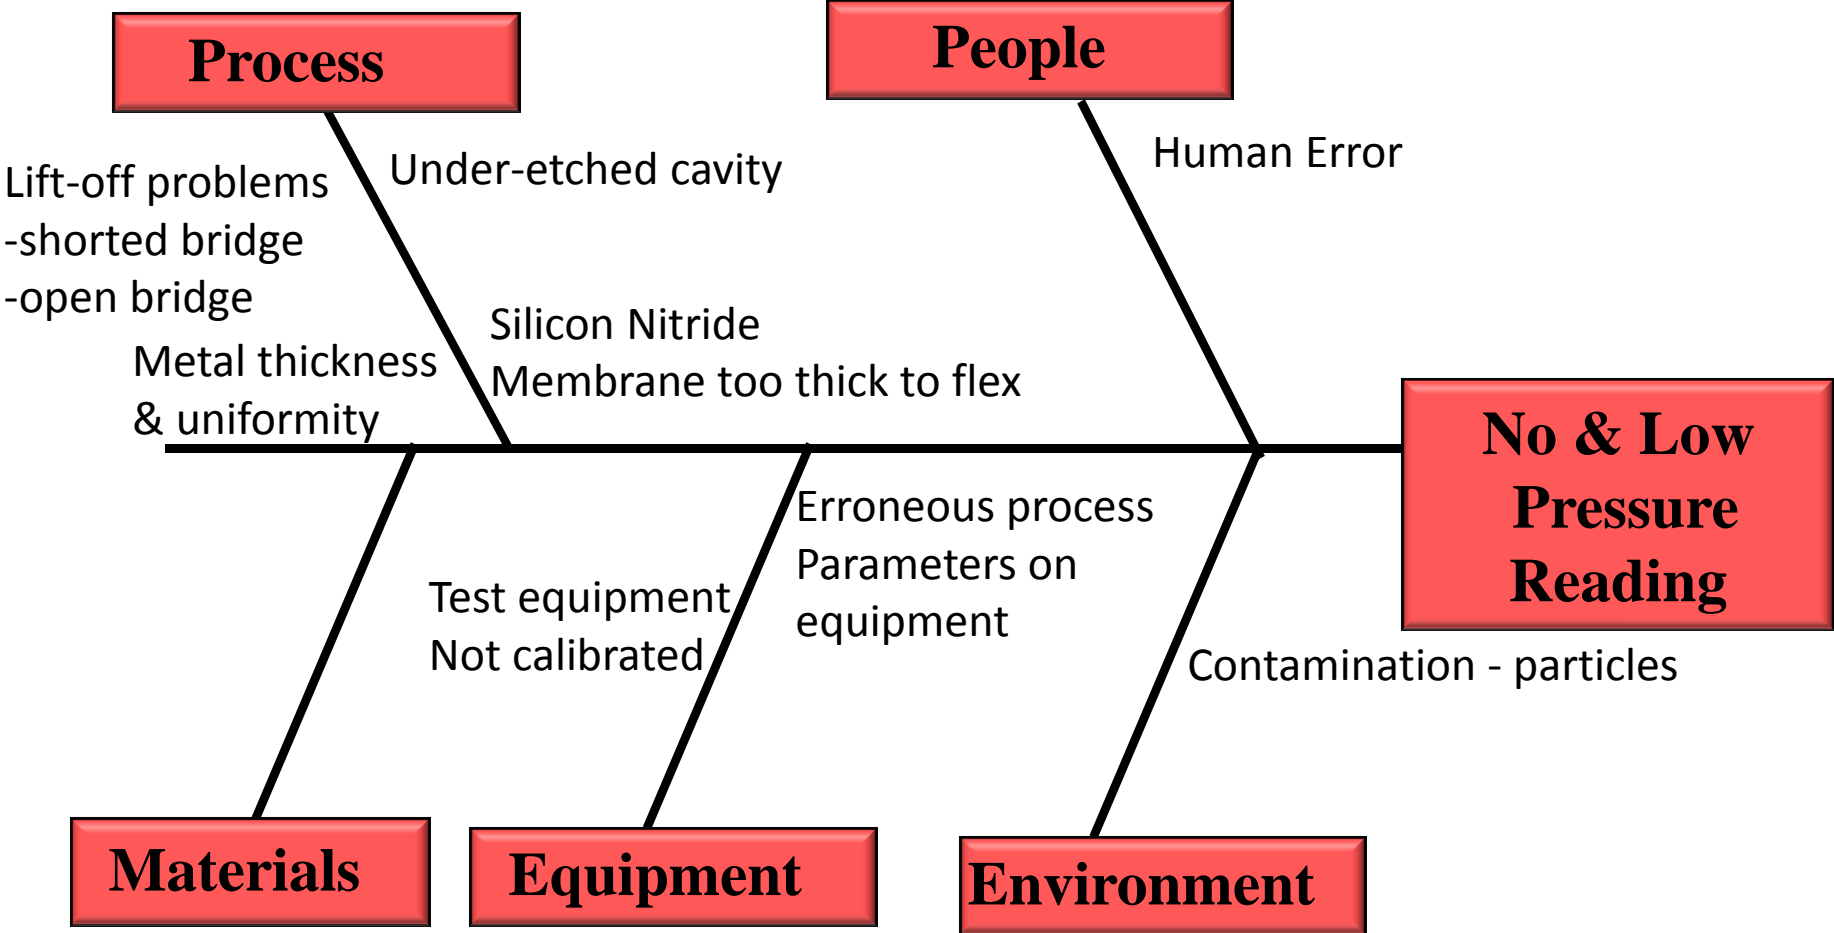 Process
People
Lift-off problems
-shorted bridge
-open bridge
Under-etched cavity
Human Error
Metal thickness
& uniformity
Silicon Nitride
Membrane too thick to flex
No & Low
Pressure
Reading
Test equipment
Not calibrated
Erroneous process
Parameters on
equipment
Contamination - particles
Materials
Equipment
Environment